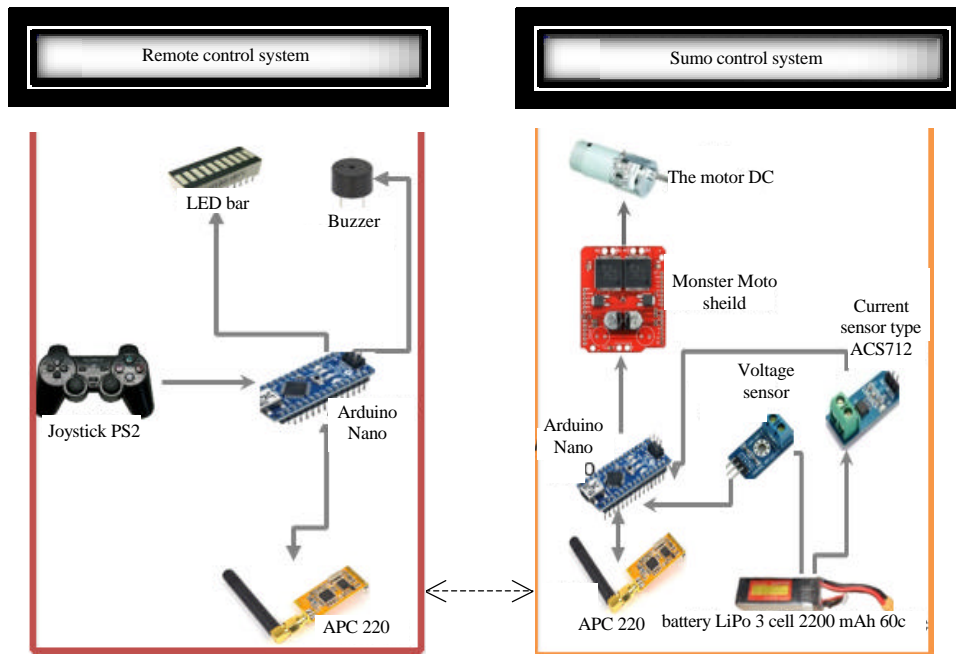 Remote control system
Sumo control system
LED bar
Buzzer
Joystick PS2
Arduino
Nano
APC 220
The motor DC
Monster Moto
sheild
Current
sensor type
ACS712
Voltage
sensor
Arduino
Nano
APC 220
battery LiPo 3 cell 2200 mAh 60c